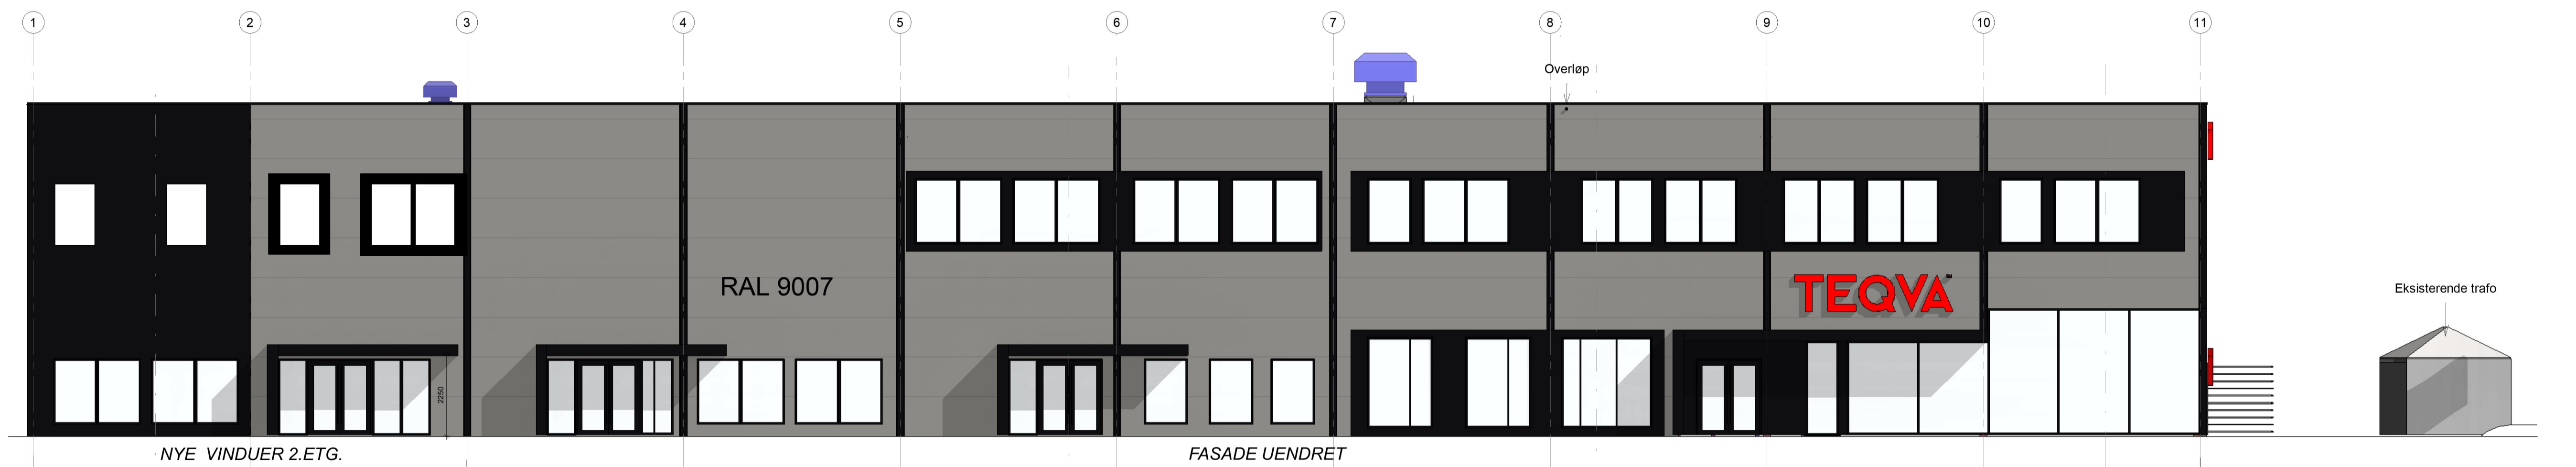 1 2 3 4 5 6 7 8 9 10 11
Overløp
RAL 9007
TEQVA™
Eksisterende trafo
2250
NYE VINDUER 2.ETG.
FASADE UENDRET